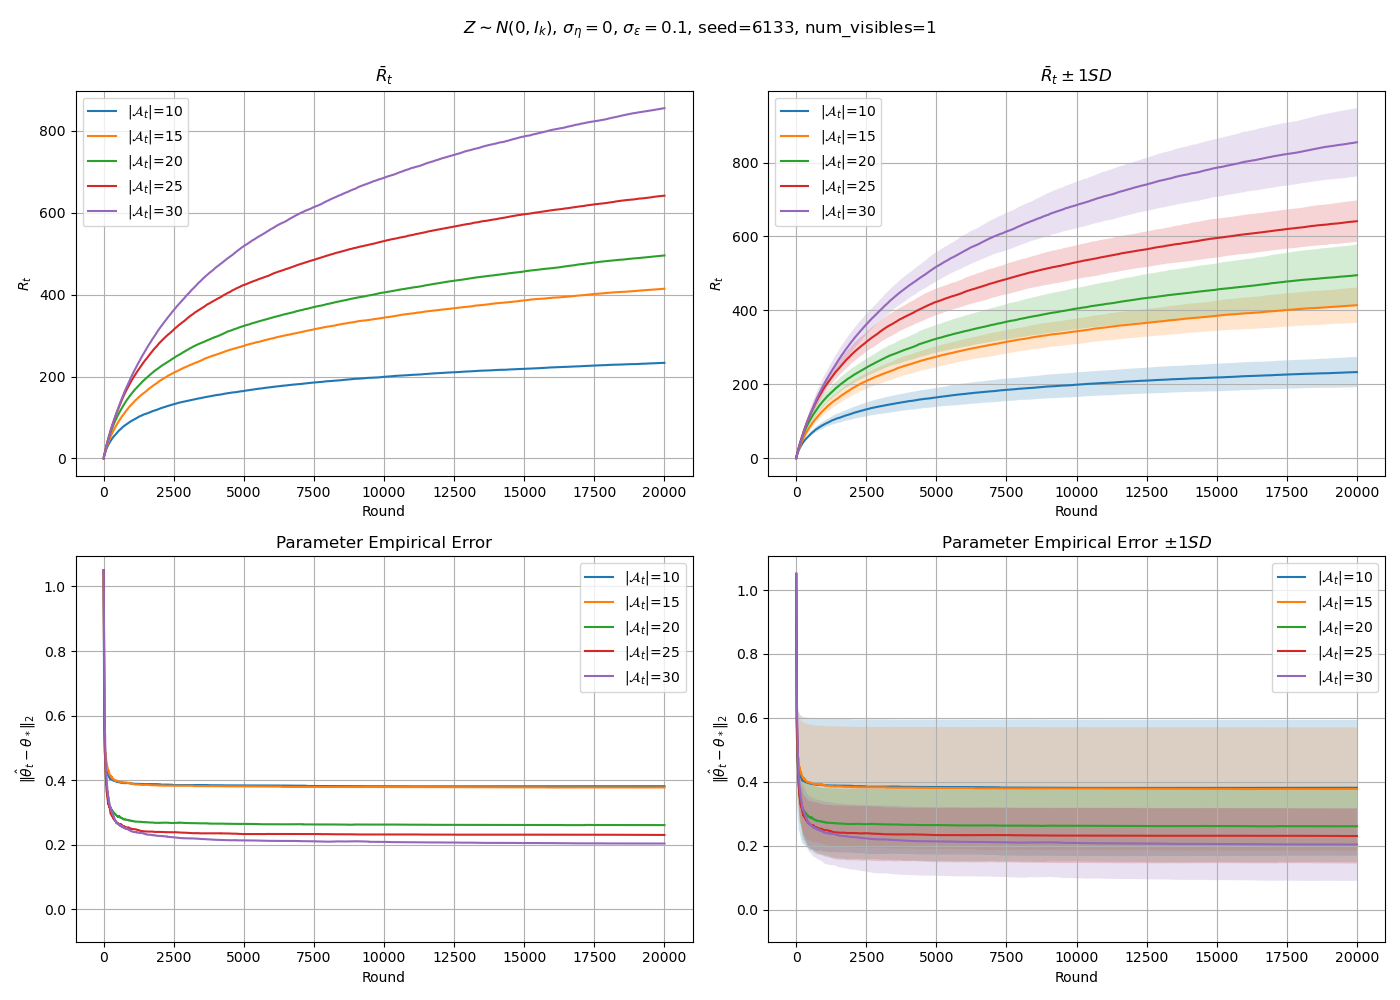 Z ∼ N(0, I_k), σ_η = 0, σ_ε = 0.1, seed=6133, num_visibles=1
R̄_t
800
600
400
200
0
R_t
0 2500 5000 7500 10000 12500 15000 17500 20000
Round
|𝒜_t|=10
|𝒜_t|=15
|𝒜_t|=20
|𝒜_t|=25
|𝒜_t|=30
R̄_t ± 1SD
800
600
400
200
0
R_t
0 2500 5000 7500 10000 12500 15000 17500 20000
Round
|𝒜_t|=10
|𝒜_t|=15
|𝒜_t|=20
|𝒜_t|=25
|𝒜_t|=30
Parameter Empirical Error
1.0
0.8
0.6
0.4
0.2
0.0
‖θ̂_t − θ_*‖₂
0 2500 5000 7500 10000 12500 15000 17500 20000
Round
|𝒜_t|=10
|𝒜_t|=15
|𝒜_t|=20
|𝒜_t|=25
|𝒜_t|=30
Parameter Empirical Error ±1SD
1.0
0.8
0.6
0.4
0.2
0.0
‖θ̂_t − θ_*‖₂
0 2500 5000 7500 10000 12500 15000 17500 20000
Round
|𝒜_t|=10
|𝒜_t|=15
|𝒜_t|=20
|𝒜_t|=25
|𝒜_t|=30